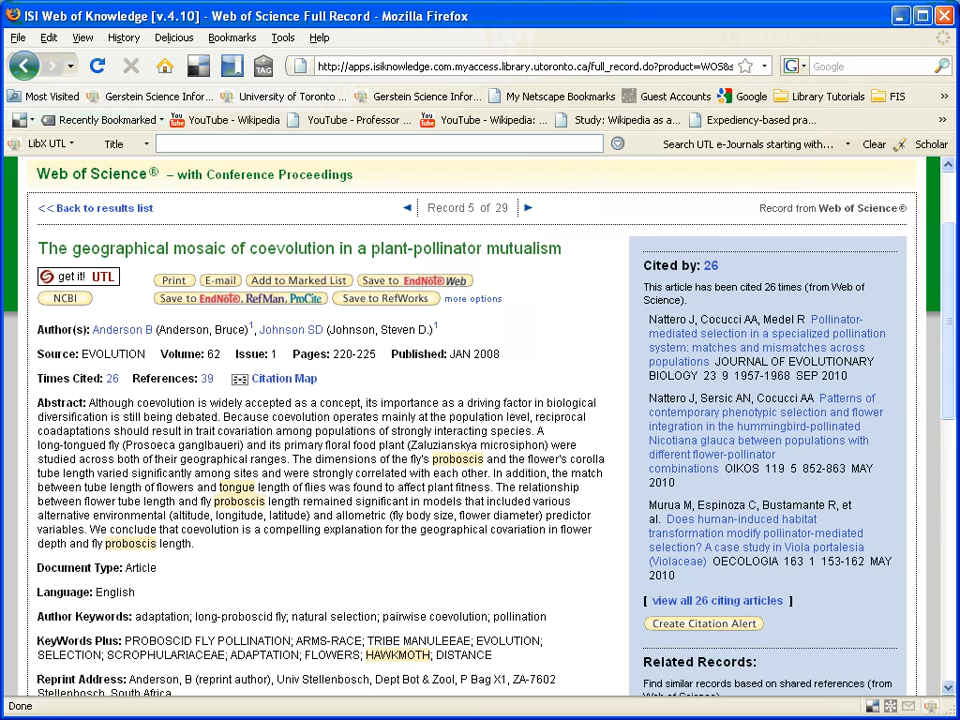 ISI Web of Knowledge [v.4.10] - Web of Science Full Record - Mozilla Firefox
File Edit View History Delicious Bookmarks Tools Help
TAG http://apps.isiknowledge.com.myaccess.library.utoronto.ca/full_record.do?product=WOS&s Google
Most Visited Gerstein Science Infor... University of Toronto ... Gerstein Science Infor... My Netscape Bookmarks Guest Accounts Google Library Tutorials FIS »
Recently Bookmarked YouTube - Wikipedia YouTube - Professor ... YouTube - Wikipedia: ... Study: Wikipedia as a... Expediency-based pra... »
LibX UTL Title Search UTL e-Journals starting with... Clear Scholar
Web of Science® – with Conference Proceedings
<< Back to results list Record 5 of 29 Record from Web of Science®
The geographical mosaic of coevolution in a plant-pollinator mutualism
get it! UTL Print E-mail Add to Marked List Save to EndNote Web
NCBI Save to EndNote, RefMan, ProCite Save to RefWorks more options
Author(s): Anderson B (Anderson, Bruce)1, Johnson SD (Johnson, Steven D.)1
Source: EVOLUTION Volume: 62 Issue: 1 Pages: 220-225 Published: JAN 2008
Times Cited: 26 References: 39 Citation Map
Abstract: Although coevolution is widely accepted as a concept, its importance as a driving factor in biological
diversification is still being debated. Because coevolution operates mainly at the population level, reciprocal
coadaptations should result in trait covariation among populations of strongly interacting species. A
long-tongued fly (Prosoeca ganglbaueri) and its primary floral food plant (Zaluzianskya microsiphon) were
studied across both of their geographical ranges. The dimensions of the fly's proboscis and the flower's corolla
tube length varied significantly among sites and were strongly correlated with each other. In addition, the match
between tube length of flowers and tongue length of flies was found to affect plant fitness. The relationship
between flower tube length and fly proboscis length remained significant in models that included various
alternative environmental (altitude, longitude, latitude) and allometric (fly body size, flower diameter) predictor
variables. We conclude that coevolution is a compelling explanation for the geographical covariation in flower
depth and fly proboscis length.
Document Type: Article
Language: English
Author Keywords: adaptation; long-proboscid fly; natural selection; pairwise coevolution; pollination
KeyWords Plus: PROBOSCID FLY POLLINATION; ARMS-RACE; TRIBE MANULEEAE; EVOLUTION;
SELECTION; SCROPHULARIACEAE; ADAPTATION; FLOWERS; HAWKMOTH; DISTANCE
Reprint Address: Anderson, B (reprint author), Univ Stellenbosch, Dept Bot & Zool, P Bag X1, ZA-7602
Stellenbosch, South Africa
Cited by: 26
This article has been cited 26 times (from Web of
Science).
Nattero J, Cocucci AA, Medel R Pollinator-
mediated selection in a specialized pollination
system: matches and mismatches across
populations JOURNAL OF EVOLUTIONARY
BIOLOGY 23 9 1957-1968 SEP 2010
Nattero J, Sersic AN, Cocucci AA Patterns of
contemporary phenotypic selection and flower
integration in the hummingbird-pollinated
Nicotiana glauca between populations with
different flower-pollinator
combinations OIKOS 119 5 852-863 MAY
2010
Murua M, Espinoza C, Bustamante R, et
al. Does human-induced habitat
transformation modify pollinator-mediated
selection? A case study in Viola portalesia
(Violaceae) OECOLOGIA 163 1 153-162 MAY
2010
[ view all 26 citing articles ]
Create Citation Alert
Related Records:
Find similar records based on shared references (from
Web of Science)
Done